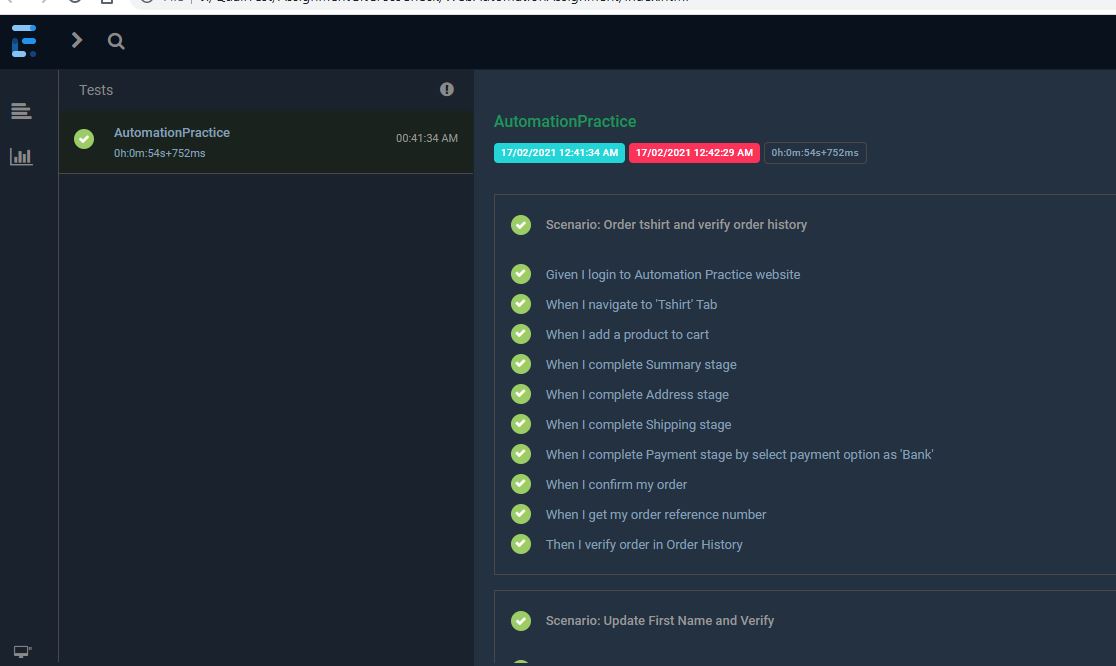 Tests
AutomationPractice
00:41:34 AM
0h:0m:54s+752ms
AutomationPractice
17/02/2021 12:41:34 AM 17/02/2021 12:42:29 AM 0h:0m:54s+752ms
Scenario: Order tshirt and verify order history
Given I login to Automation Practice website
When I navigate to 'Tshirt' Tab
When I add a product to cart
When I complete Summary stage
When I complete Address stage
When I complete Shipping stage
When I complete Payment stage by select payment option as 'Bank'
When I confirm my order
When I get my order reference number
Then I verify order in Order History
Scenario: Update First Name and Verify